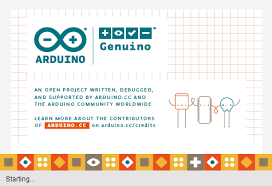 ARDUINO
Genuino
AN OPEN PROJECT WRITTEN, DEBUGGED,
AND SUPPORTED BY ARDUINO.CC AND
THE ARDUINO COMMUNITY WORLDWIDE
LEARN MORE ABOUT THE CONTRIBUTORS
OF ARDUINO.CC on arduino.cc/credits
Starting...